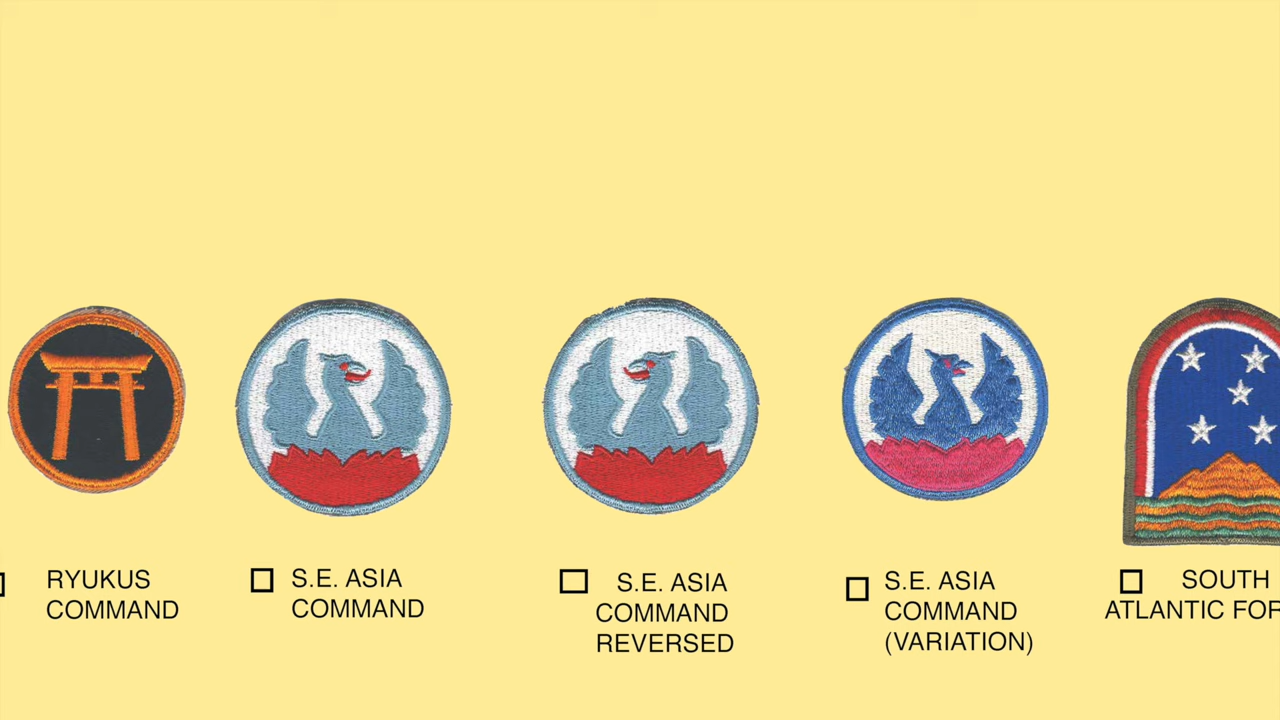 RYUKUS
COMMAND
S.E. ASIA
COMMAND
S.E. ASIA
COMMAND
REVERSED
S.E. ASIA
COMMAND
(VARIATION)
SOUTH
ATLANTIC FOR